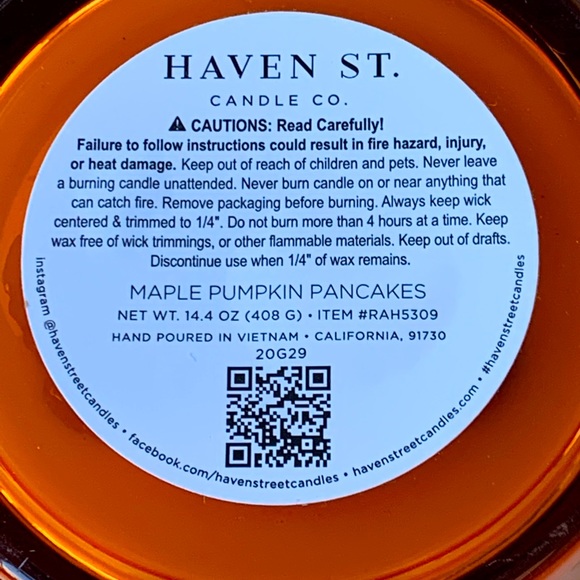 HAVEN ST.
CANDLE CO.
⚠ CAUTIONS: Read Carefully!
Failure to follow instructions could result in fire hazard, injury,
or heat damage. Keep out of reach of children and pets. Never leave
a burning candle unattended. Never burn candle on or near anything that
can catch fire. Remove packaging before burning. Always keep wick
centered & trimmed to 1/4". Do not burn more than 4 hours at a time. Keep
wax free of wick trimmings, or other flammable materials. Keep out of drafts.
Discontinue use when 1/4" of wax remains.
MAPLE PUMPKIN PANCAKES
NET WT. 14.4 OZ (408 G) • ITEM #RAH5309
HAND POURED IN VIETNAM • CALIFORNIA, 91730
20G29
instagram @havenstreetcandles • facebook.com/havenstreetcandles • havenstreetcandles.com • #havenstreetcandles